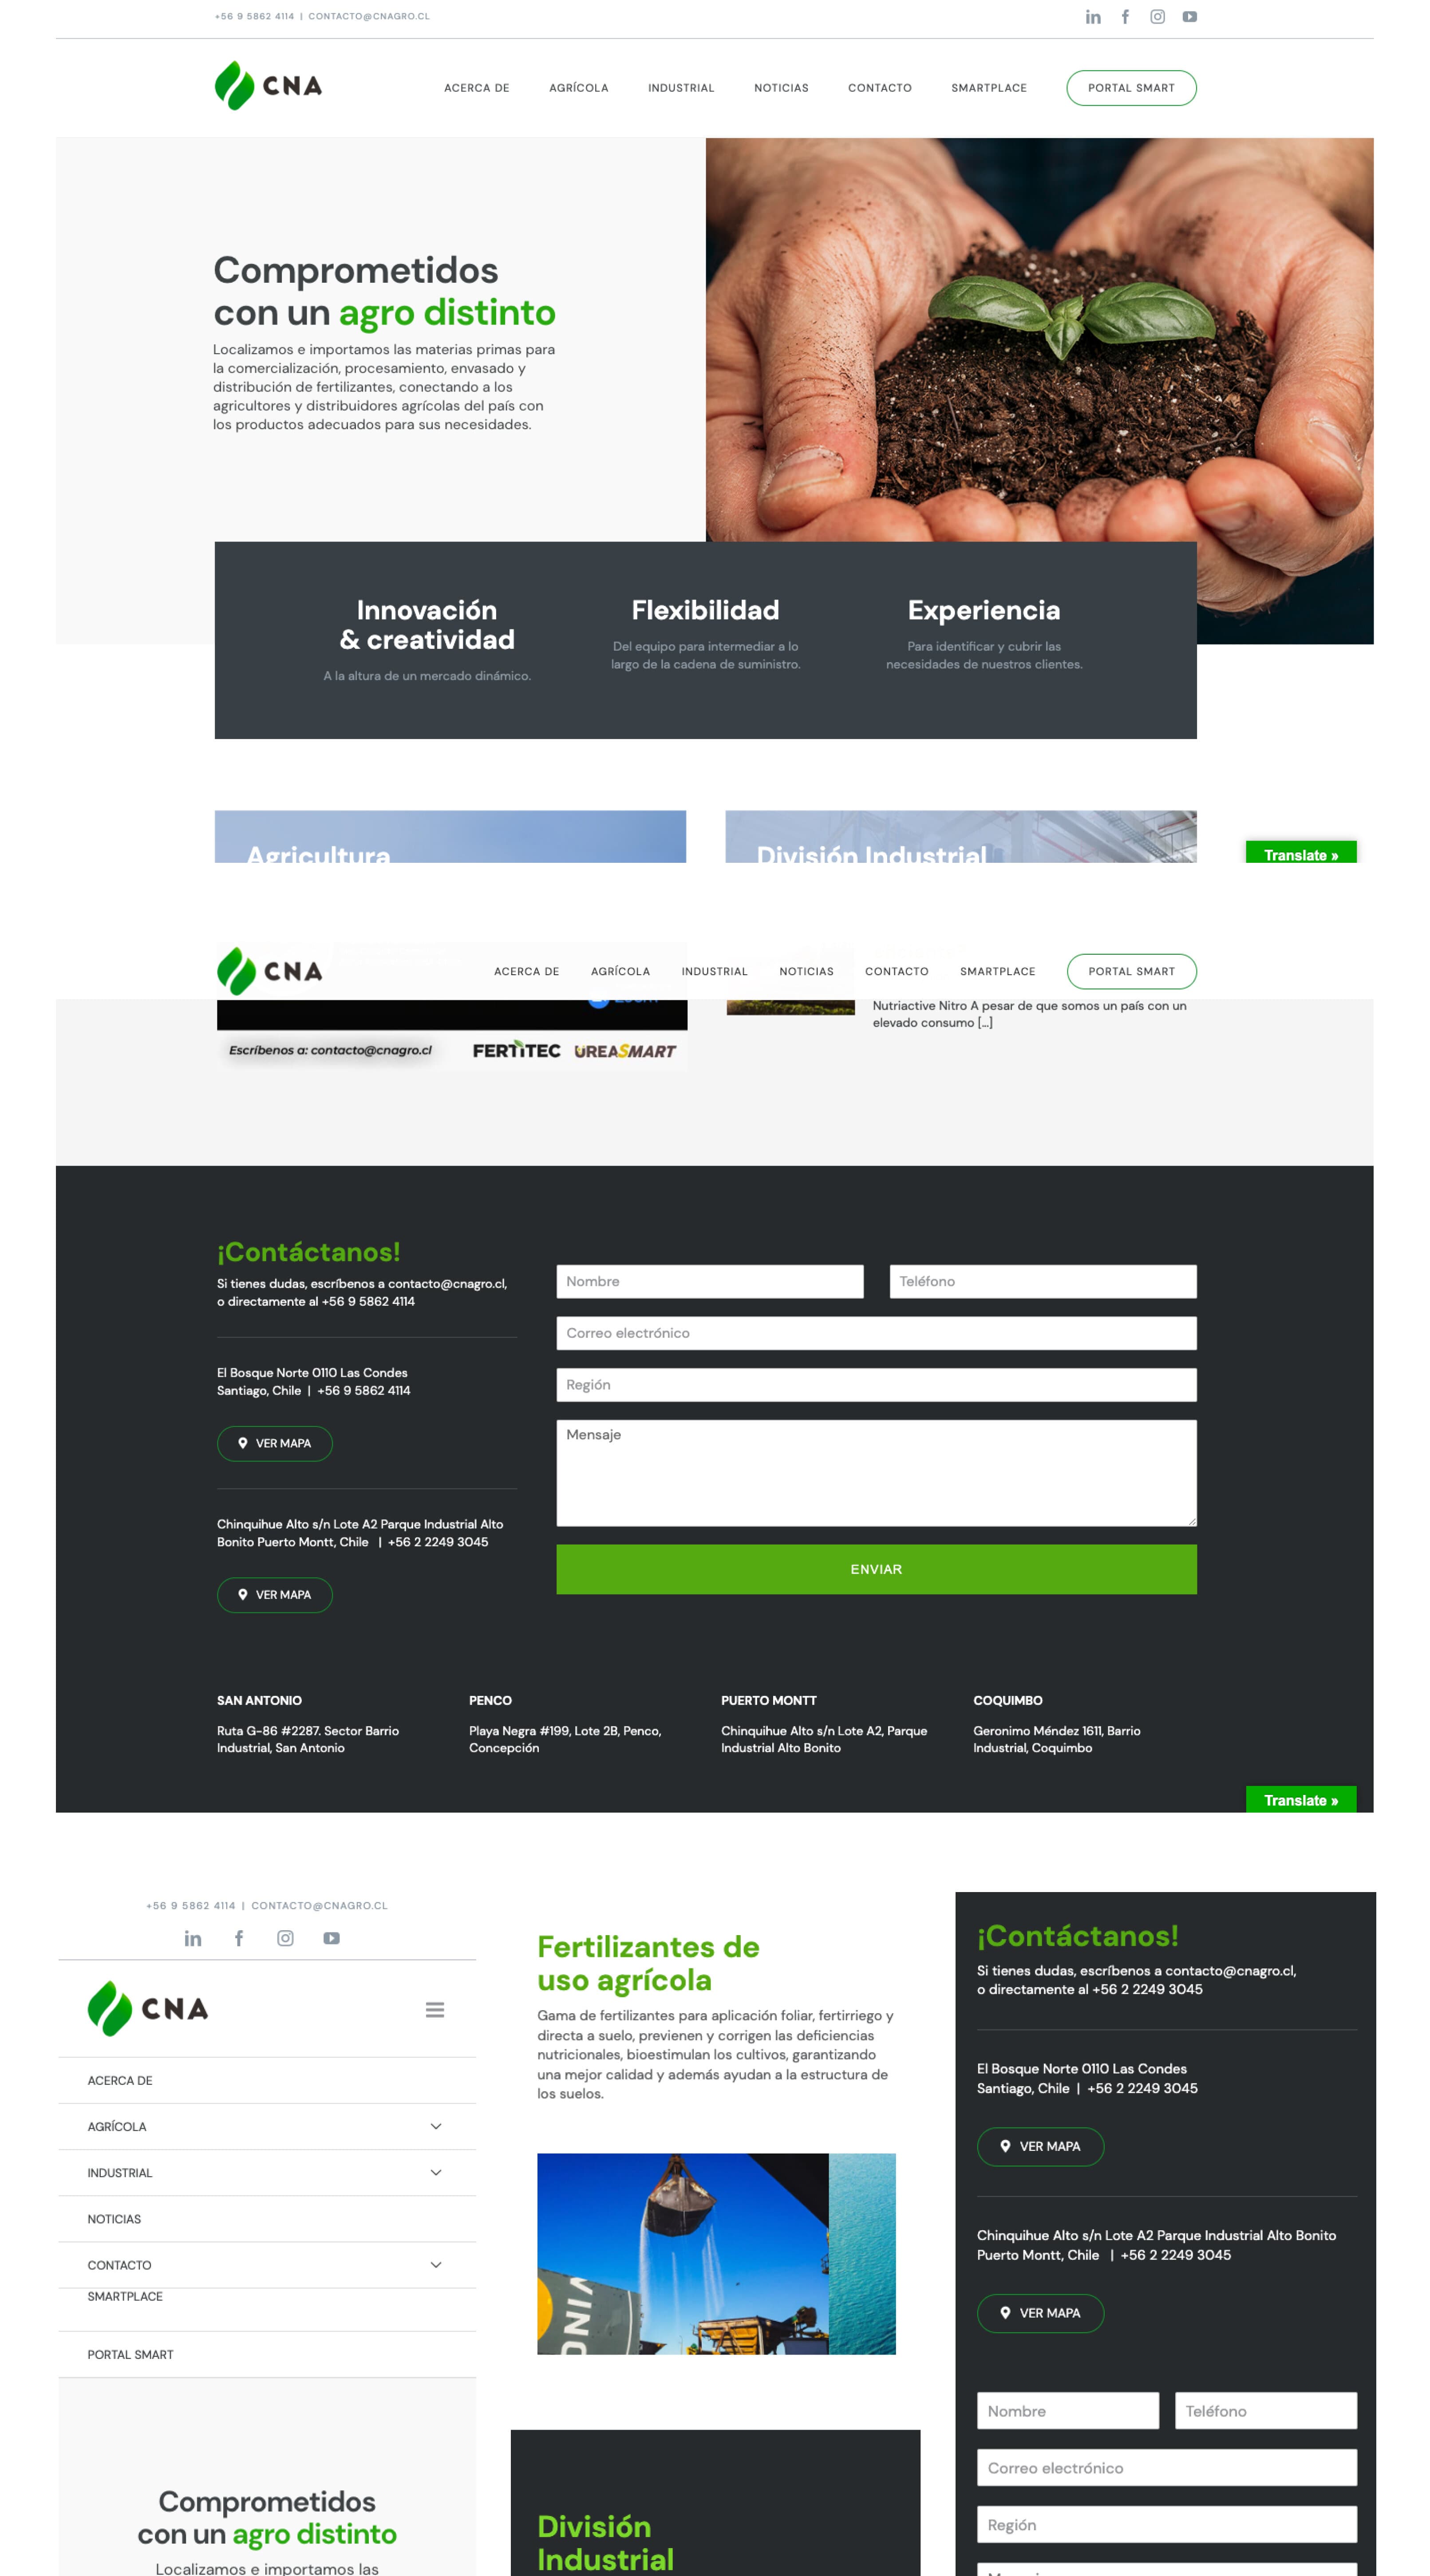 +56 9 5862 4114 | CONTACTO@CNAGRO.CL
CNA
ACERCA DE
AGRÍCOLA
INDUSTRIAL
NOTICIAS
CONTACTO
SMARTPLACE
PORTAL SMART
Comprometidos
con un agro distinto
Localizamos e importamos las materias primas para
la comercialización, procesamiento, envasado y
distribución de fertilizantes, conectando a los
agricultores y distribuidores agrícolas del país con
los productos adecuados para sus necesidades.
Innovación
& creatividad
A la altura de un mercado dinámico.
Flexibilidad
Del equipo para intermediar a lo
largo de la cadena de suministro.
Experiencia
Para identificar y cubrir las
necesidades de nuestros clientes.
Agricultura
División Industrial
Translate »
CNA
ACERCA DE
AGRÍCOLA
INDUSTRIAL
NOTICIAS
CONTACTO
SMARTPLACE
PORTAL SMART
Escríbenos a: contacto@cnagro.cl
FERTITEC
UREASMART
Nutriactive Nitro A pesar de que somos un país con un
elevado consumo [...]
¡Contáctanos!
Si tienes dudas, escríbenos a contacto@cnagro.cl,
o directamente al +56 9 5862 4114
El Bosque Norte 0110 Las Condes
Santiago, Chile | +56 9 5862 4114
VER MAPA
Chinquihue Alto s/n Lote A2 Parque Industrial Alto
Bonito Puerto Montt, Chile | +56 2 2249 3045
VER MAPA
Nombre
Teléfono
Correo electrónico
Región
Mensaje
ENVIAR
SAN ANTONIO
Ruta G-86 #2287. Sector Barrio
Industrial, San Antonio
PENCO
Playa Negra #199, Lote 2B, Penco,
Concepción
PUERTO MONTT
Chinquihue Alto s/n Lote A2, Parque
Industrial Alto Bonito
COQUIMBO
Geronimo Méndez 1611, Barrio
Industrial, Coquimbo
Translate »
+56 9 5862 4114 | CONTACTO@CNAGRO.CL
CNA
ACERCA DE
AGRÍCOLA
INDUSTRIAL
NOTICIAS
CONTACTO
SMARTPLACE
PORTAL SMART
Comprometidos
con un agro distinto
Localizamos e importamos las
Fertilizantes de
uso agrícola
Gama de fertilizantes para aplicación foliar, fertirriego y
directa a suelo, previenen y corrigen las deficiencias
nutricionales, bioestimulan los cultivos, garantizando
una mejor calidad y además ayudan a la estructura de
los suelos.
División
Industrial
¡Contáctanos!
Si tienes dudas, escríbenos a contacto@cnagro.cl,
o directamente al +56 2 2249 3045
El Bosque Norte 0110 Las Condes
Santiago, Chile | +56 2 2249 3045
VER MAPA
Chinquihue Alto s/n Lote A2 Parque Industrial Alto Bonito
Puerto Montt, Chile | +56 2 2249 3045
VER MAPA
Nombre
Teléfono
Correo electrónico
Región